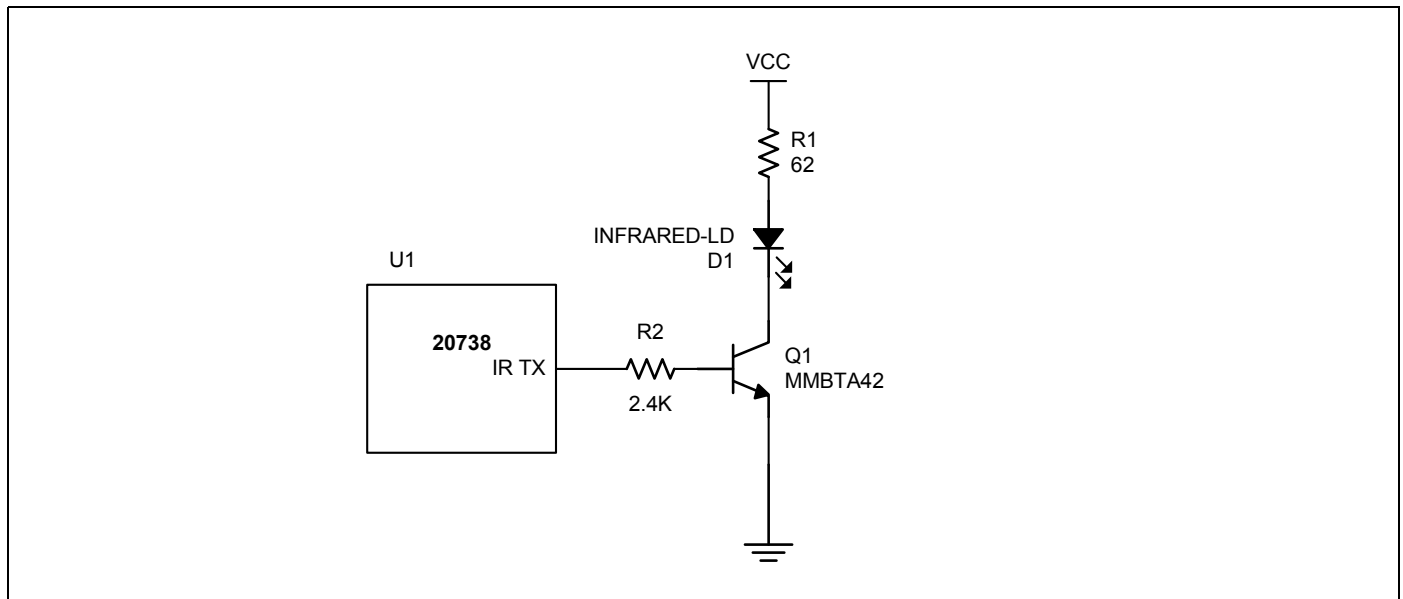 VCC
R1
62
INFRARED-LD
D1
U1
20738
IR TX
R2
2.4K
Q1
MMBTA42